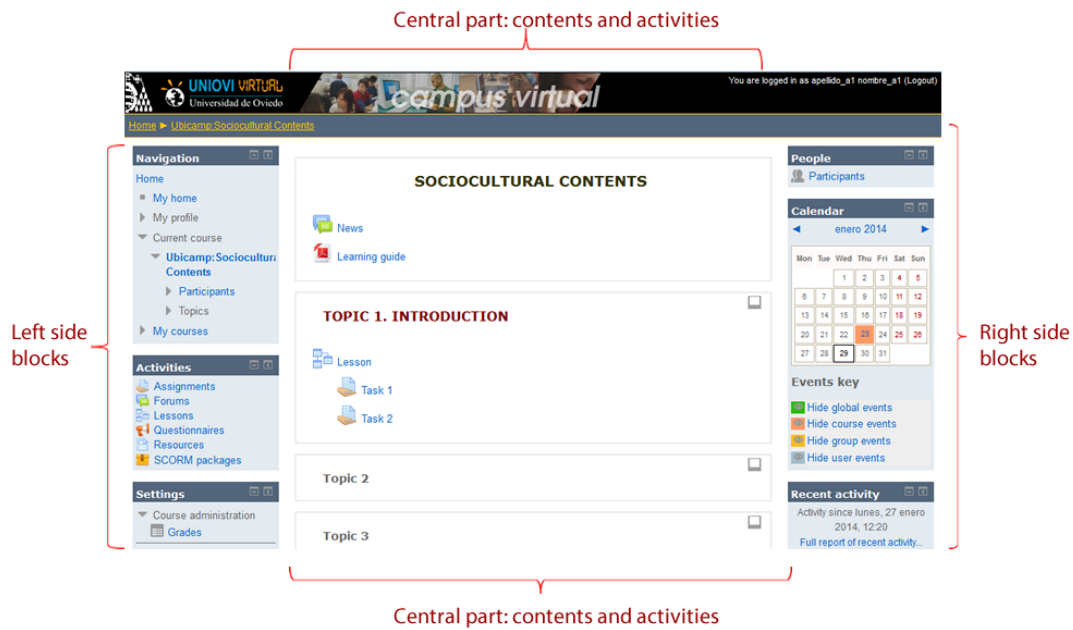 Central part: contents and activities
UNIOVI VIRTUAL
Universidad de Oviedo
campus virtual
You are logged in as apellido_a1 nombre_a1 (Logout)
Home ► Ubicamp:Sociocultural Contents
Left side
blocks
Navigation
Home
My home
My profile
Current course
Ubicamp:Sociocultura
Contents
Participants
Topics
My courses
Activities
Assignments
Forums
Lessons
Questionnaires
Resources
SCORM packages
Settings
Course administration
Grades
SOCIOCULTURAL CONTENTS
News
Learning guide
TOPIC 1. INTRODUCTION
Lesson
Task 1
Task 2
Topic 2
Topic 3
People
Participants
Calendar
◄ enero 2014 ►
Mon Tue Wed Thu Fri Sat Sun
1 2 3 4 5
6 7 8 9 10 11 12
13 14 15 16 17 18 19
20 21 22 23 24 25 26
27 28 29 30 31
Events key
Hide global events
Hide course events
Hide group events
Hide user events
Recent activity
Activity since lunes, 27 enero
2014, 12:20
Full report of recent activity...
Right side
blocks
Central part: contents and activities